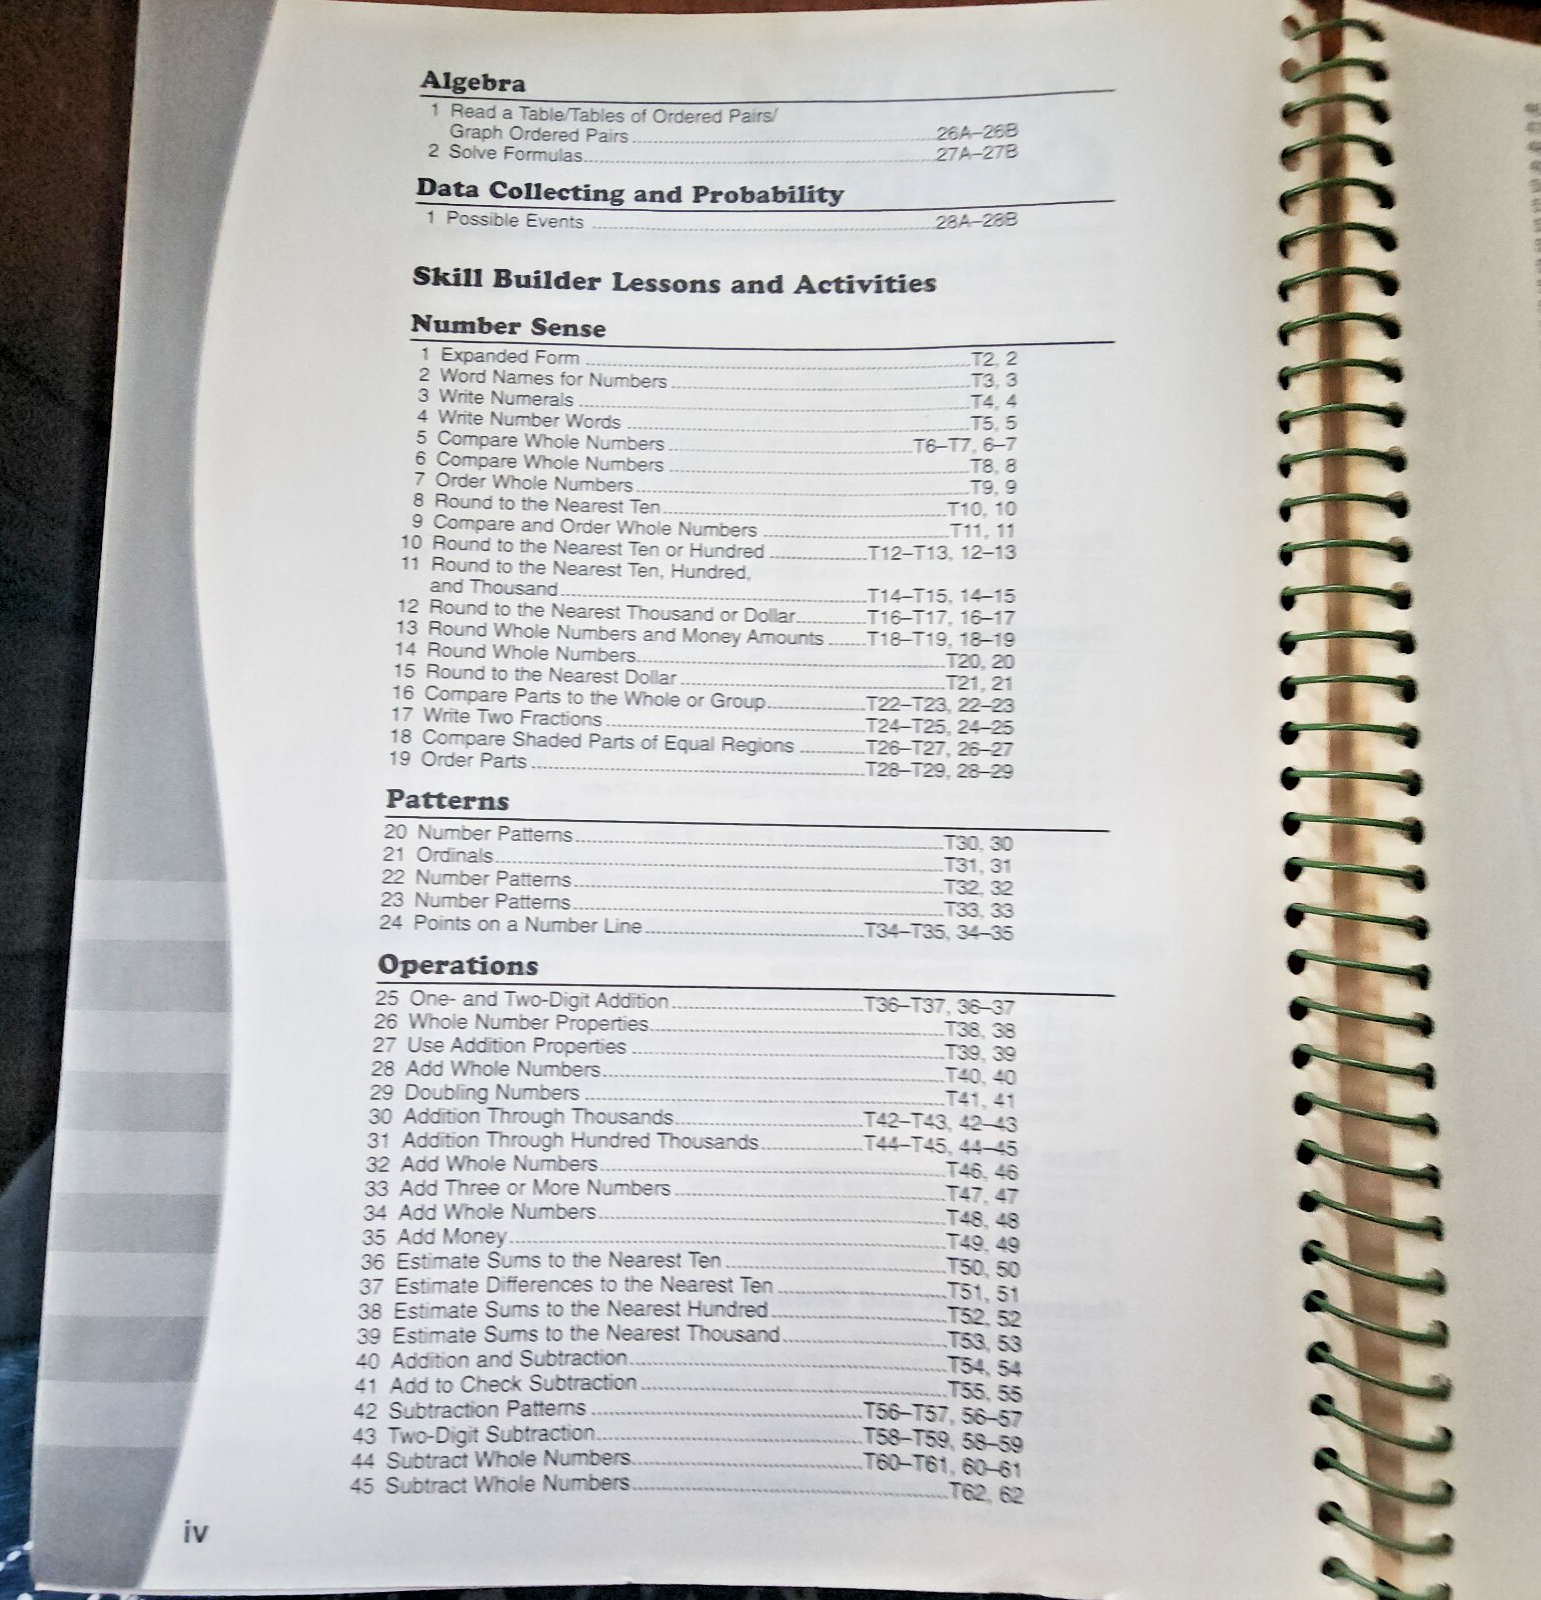 Algebra
1 Read a Table/Tables of Ordered Pairs/
Graph Ordered Pairs 26A–26B
2 Solve Formulas 27A–27B
Data Collecting and Probability
1 Possible Events 28A–28B
Skill Builder Lessons and Activities
Number Sense
1 Expanded Form T2, 2
2 Word Names for Numbers T3, 3
3 Write Numerals T4, 4
4 Write Number Words T5, 5
5 Compare Whole Numbers T6–T7, 6–7
6 Compare Whole Numbers T8, 8
7 Order Whole Numbers T9, 9
8 Round to the Nearest Ten T10, 10
9 Compare and Order Whole Numbers T11, 11
10 Round to the Nearest Ten or Hundred T12–T13, 12–13
11 Round to the Nearest Ten, Hundred,
and Thousand T14–T15, 14–15
12 Round to the Nearest Thousand or Dollar T16–T17, 16–17
13 Round Whole Numbers and Money Amounts T18–T19, 18–19
14 Round Whole Numbers T20, 20
15 Round to the Nearest Dollar T21, 21
16 Compare Parts to the Whole or Group T22–T23, 22–23
17 Write Two Fractions T24–T25, 24–25
18 Compare Shaded Parts of Equal Regions T26–T27, 26–27
19 Order Parts T28–T29, 28–29
Patterns
20 Number Patterns T30, 30
21 Ordinals T31, 31
22 Number Patterns T32, 32
23 Number Patterns T33, 33
24 Points on a Number Line T34–T35, 34–35
Operations
25 One- and Two-Digit Addition T36–T37, 36–37
26 Whole Number Properties T38, 38
27 Use Addition Properties T39, 39
28 Add Whole Numbers T40, 40
29 Doubling Numbers T41, 41
30 Addition Through Thousands T42–T43, 42–43
31 Addition Through Hundred Thousands T44–T45, 44–45
32 Add Whole Numbers T46, 46
33 Add Three or More Numbers T47, 47
34 Add Whole Numbers T48, 48
35 Add Money T49, 49
36 Estimate Sums to the Nearest Ten T50, 50
37 Estimate Differences to the Nearest Ten T51, 51
38 Estimate Sums to the Nearest Hundred T52, 52
39 Estimate Sums to the Nearest Thousand T53, 53
40 Addition and Subtraction T54, 54
41 Add to Check Subtraction T55, 55
42 Subtraction Patterns T56–T57, 56–57
43 Two-Digit Subtraction T58–T59, 58–59
44 Subtract Whole Numbers T60–T61, 60–61
45 Subtract Whole Numbers T62, 62
iv